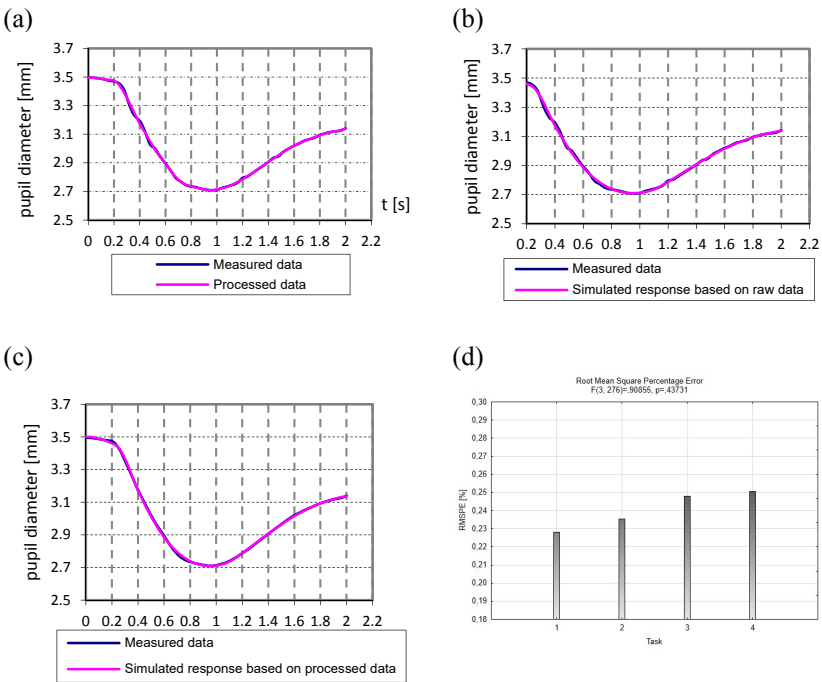 (a)
3.7
3.5
3.3
3.1
2.9
2.7
2.5
pupil diameter [mm]
t [s]
0 0.2 0.4 0.6 0.8 1 1.2 1.4 1.6 1.8 2 2.2
Measured data
Processed data
(b)
3.7
3.5
3.3
3.1
2.9
2.7
2.5
pupil diameter [mm]
0.2 0.4 0.6 0.8 1 1.2 1.4 1.6 1.8 2 2.2
Measured data
Simulated response based on raw data
(c)
3.7
3.5
3.3
3.1
2.9
2.7
2.5
pupil diameter [mm]
0 0.2 0.4 0.6 0.8 1 1.2 1.4 1.6 1.8 2 2.2
Measured data
Simulated response based on processed data
(d)
Root Mean Square Percentage Error
F(3, 276)=,90855, p=,43731
0,30
0,29
0,28
0,27
0,26
0,25
0,24
0,23
0,22
0,21
0,20
0,19
0,18
RMSPE [%]
1 2 3 4
Task